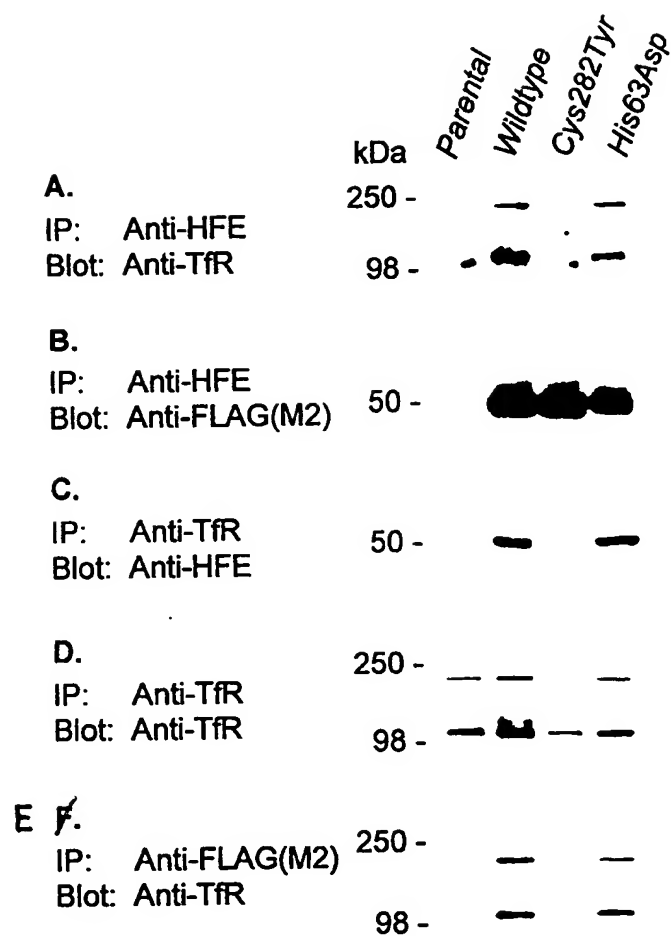 Parental Wildtype Cys282Tyr His63Asp
kDa
A.
IP: Anti-HFE
Blot: Anti-TfR
250 -
98 -
B.
IP: Anti-HFE
Blot: Anti-FLAG(M2)
50 -
C.
IP: Anti-TfR
Blot: Anti-HFE
50 -
D.
IP: Anti-TfR
Blot: Anti-TfR
250 -
98 -
E F.
IP: Anti-FLAG(M2)
Blot: Anti-TfR
250 -
98 -